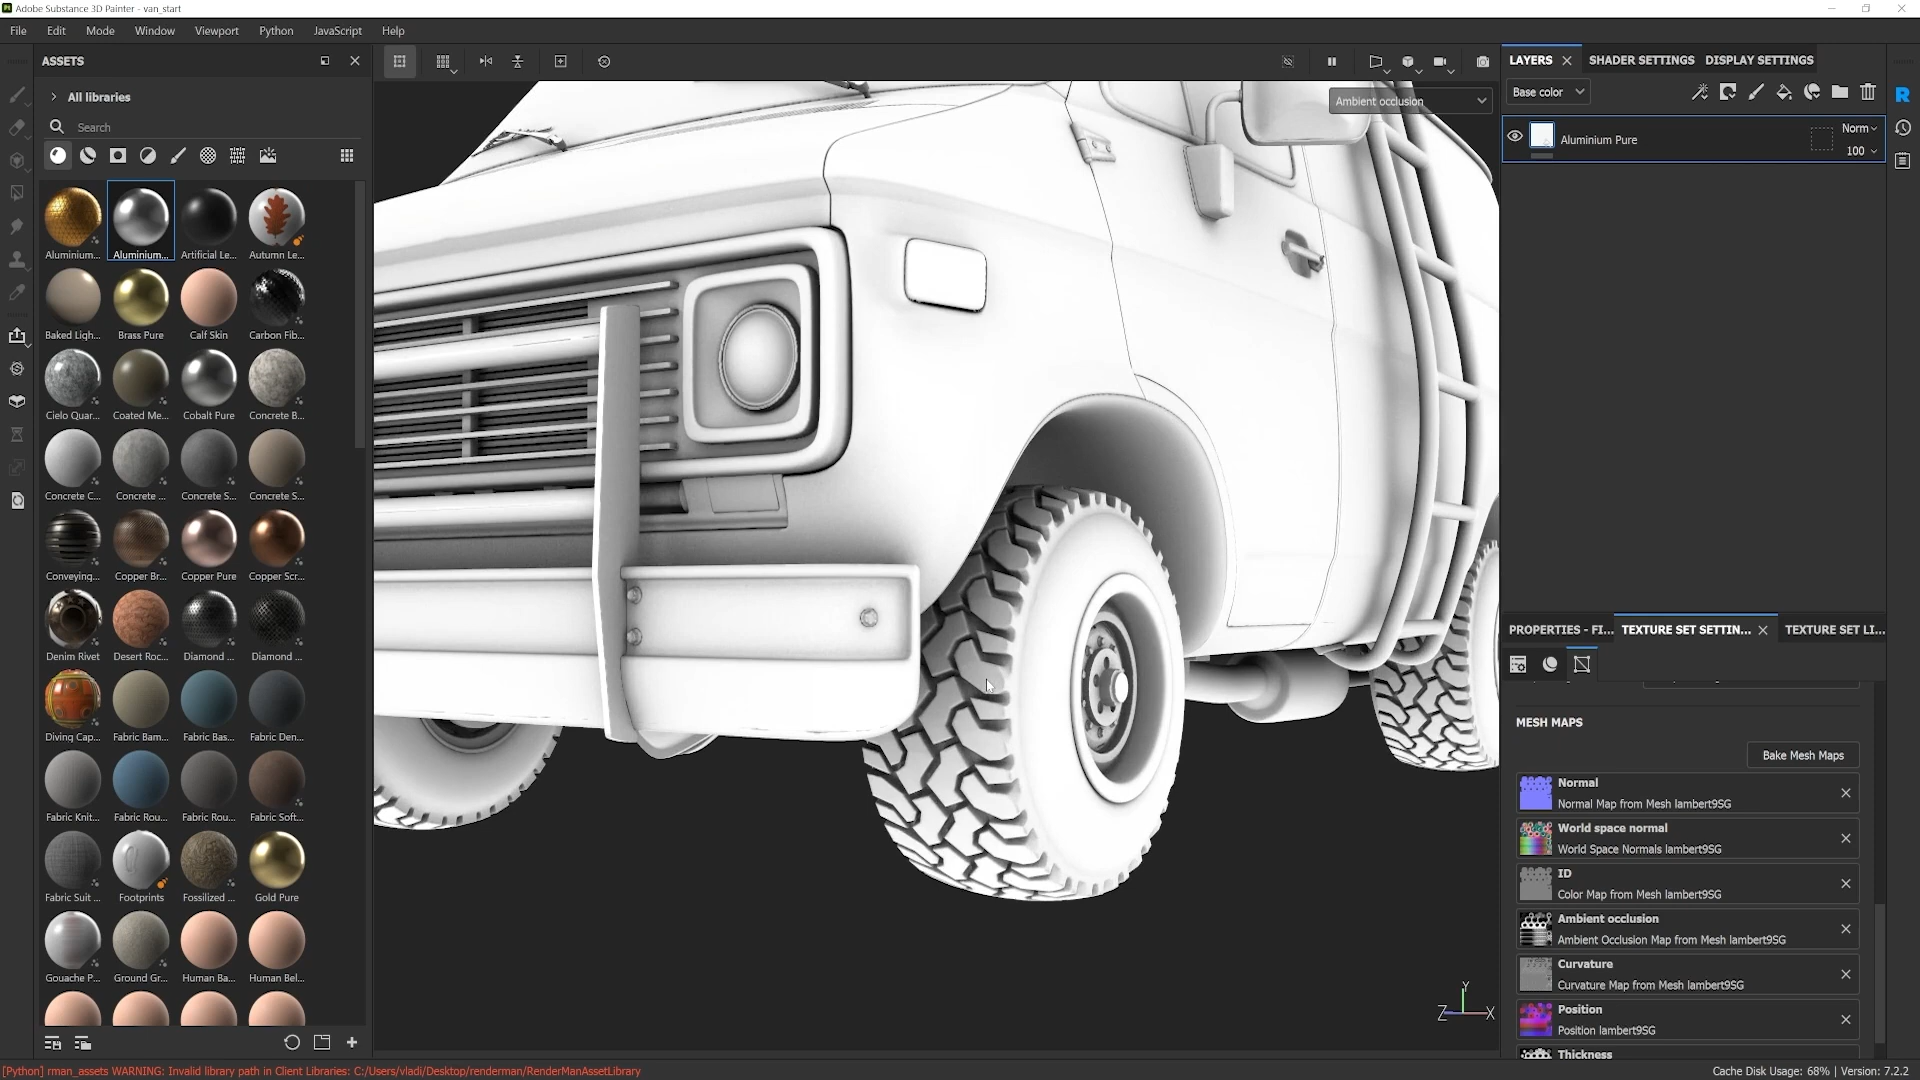 Adobe Substance 3D Painter - van_start
File Edit Mode Window Viewport Python JavaScript Help
ASSETS
All libraries
Search
Aluminium... Aluminium... Artificial Le... Autumn Le...
Baked Ligh... Brass Pure Calf Skin Carbon Fib...
Cielo Quar... Coated Me... Cobalt Pure Concrete B...
Concrete C... Concrete ... Concrete S... Concrete S...
Conveying... Copper Br... Copper Pure Copper Scr...
Denim Rivet Desert Roc... Diamond ... Diamond ...
Diving Cap... Fabric Bam... Fabric Bas... Fabric Den...
Fabric Knit... Fabric Rou... Fabric Rou... Fabric Soft...
Fabric Suit ... Footprints Fossilized ... Gold Pure
Gouache P... Ground Gr... Human Ba... Human Bel...
Ambient occlusion
Y
Z X
LAYERS SHADER SETTINGS DISPLAY SETTINGS
Base color
Aluminium Pure
Norm
100
PROPERTIES - FI... TEXTURE SET SETTIN... TEXTURE SET LI...
MESH MAPS
Bake Mesh Maps
Normal
Normal Map from Mesh lambert9SG
World space normal
World Space Normals lambert9SG
ID
Color Map from Mesh lambert9SG
Ambient occlusion
Ambient Occlusion Map from Mesh lambert9SG
Curvature
Curvature Map from Mesh lambert9SG
Position
Position lambert9SG
Thickness
[Python] rman_assets WARNING: Invalid library path in Client Libraries: C:/Users/vladi/Desktop/renderman/RenderManAssetLibrary
Cache Disk Usage: 68% | Version: 7.2.2